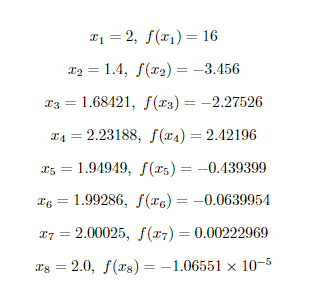 x₁ = 2, f(x₁) = 16
x₂ = 1.4, f(x₂) = −3.456
x₃ = 1.68421, f(x₃) = −2.27526
x₄ = 2.23188, f(x₄) = 2.42196
x₅ = 1.94949, f(x₅) = −0.439399
x₆ = 1.99286, f(x₆) = −0.0639954
x₇ = 2.00025, f(x₇) = 0.00222969
x₈ = 2.0, f(x₈) = −1.06551 × 10⁻⁵